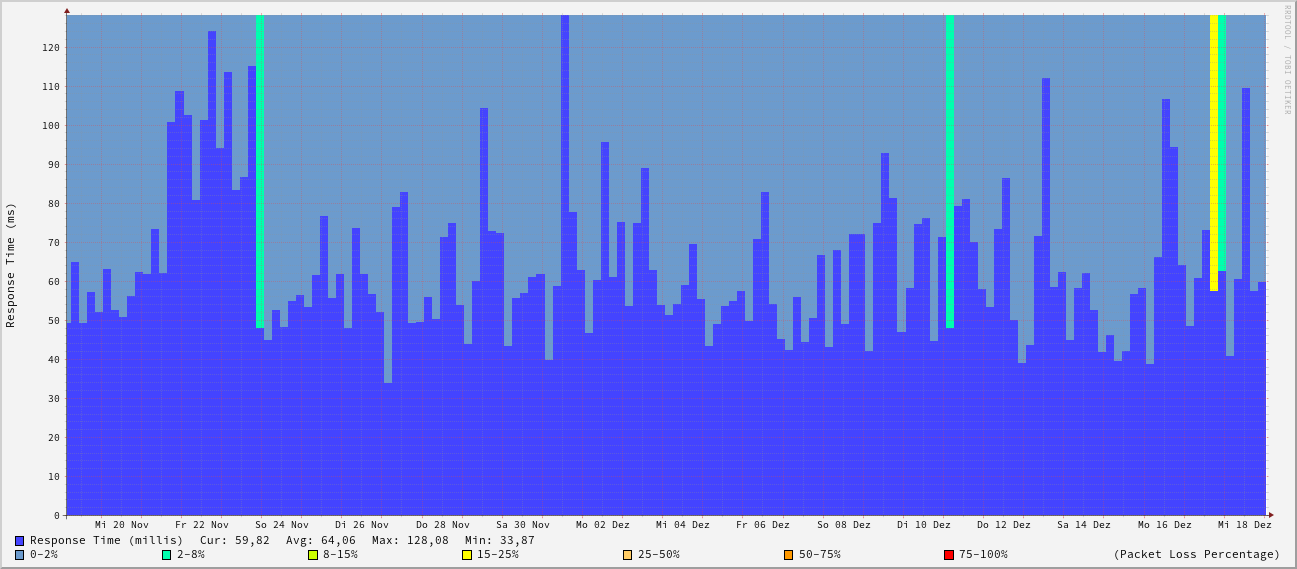 RRDTOOL / TOBI OETIKER
Response Time (ms)
120
110
100
90
80
70
60
50
40
30
20
10
0
Mi 20 Nov Fr 22 Nov So 24 Nov Di 26 Nov Do 28 Nov Sa 30 Nov Mo 02 Dez Mi 04 Dez Fr 06 Dez So 08 Dez Di 10 Dez Do 12 Dez Sa 14 Dez Mo 16 Dez Mi 18 Dez
Response Time (millis) Cur: 59,82 Avg: 64,06 Max: 128,08 Min: 33,87
0-2% 2-8% 8-15% 15-25% 25-50% 50-75% 75-100% (Packet Loss Percentage)